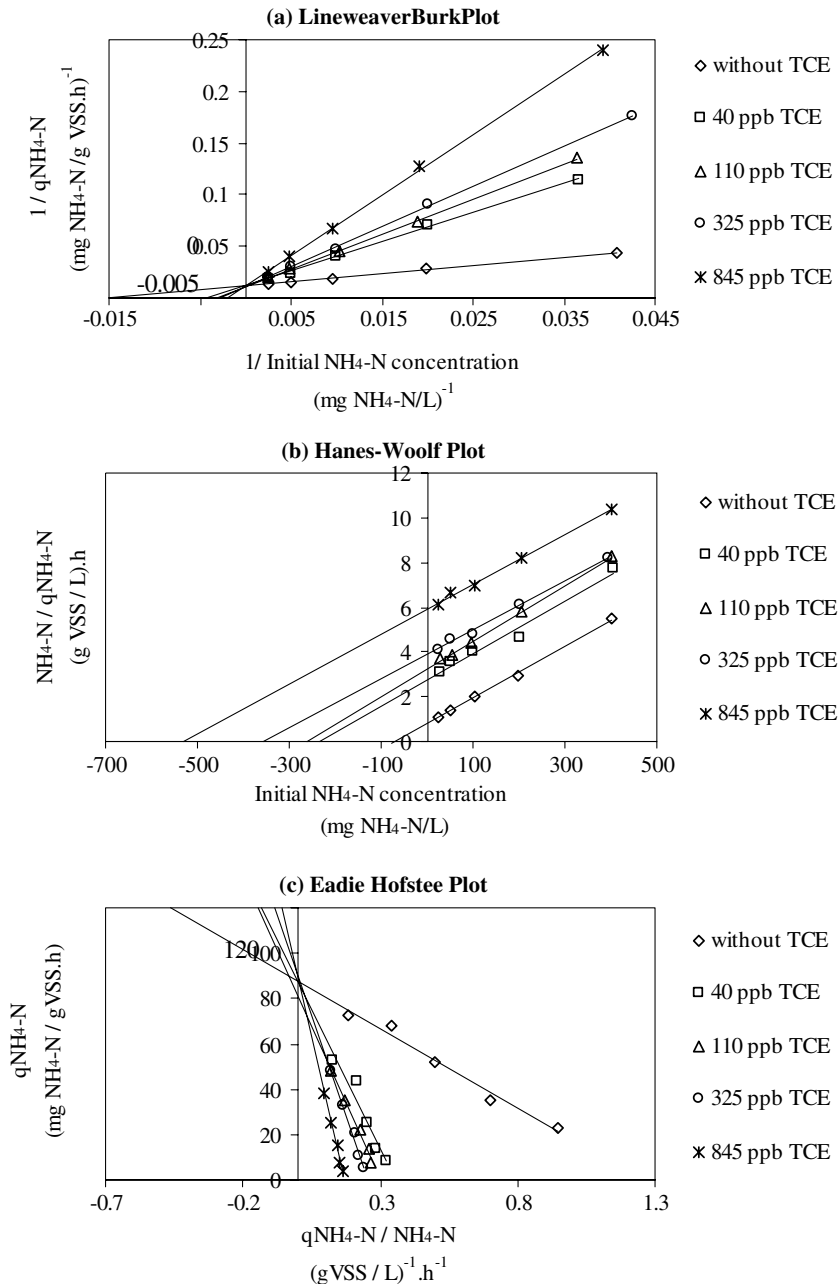 (a) LineweaverBurkPlot
1 / qNH4-N
(mg NH4-N /g VSS.h)-1
0.25
0.2
0.15
0.1
0.05
0
-0.005
-0.015
0.005
0.015
0.025
0.035
0.045
1/ Initial NH4-N concentration
(mg NH4-N/L)-1
without TCE
40 ppb TCE
110 ppb TCE
325 ppb TCE
845 ppb TCE
(b) Hanes-Woolf Plot
NH4-N / qNH4-N
(g VSS / L).h
12
10
8
6
4
2
0
-700
-500
-300
-100
100
300
500
Initial NH4-N concentration
(mg NH4-N/L)
without TCE
40 ppb TCE
110 ppb TCE
325 ppb TCE
845 ppb TCE
(c) Eadie Hofstee Plot
qNH4-N
(mg NH4-N / gVSS.h)
120
100
80
60
40
20
0
-0.7
-0.2
0.3
0.8
1.3
qNH4-N / NH4-N
(gVSS / L)-1.h-1
without TCE
40 ppb TCE
110 ppb TCE
325 ppb TCE
845 ppb TCE